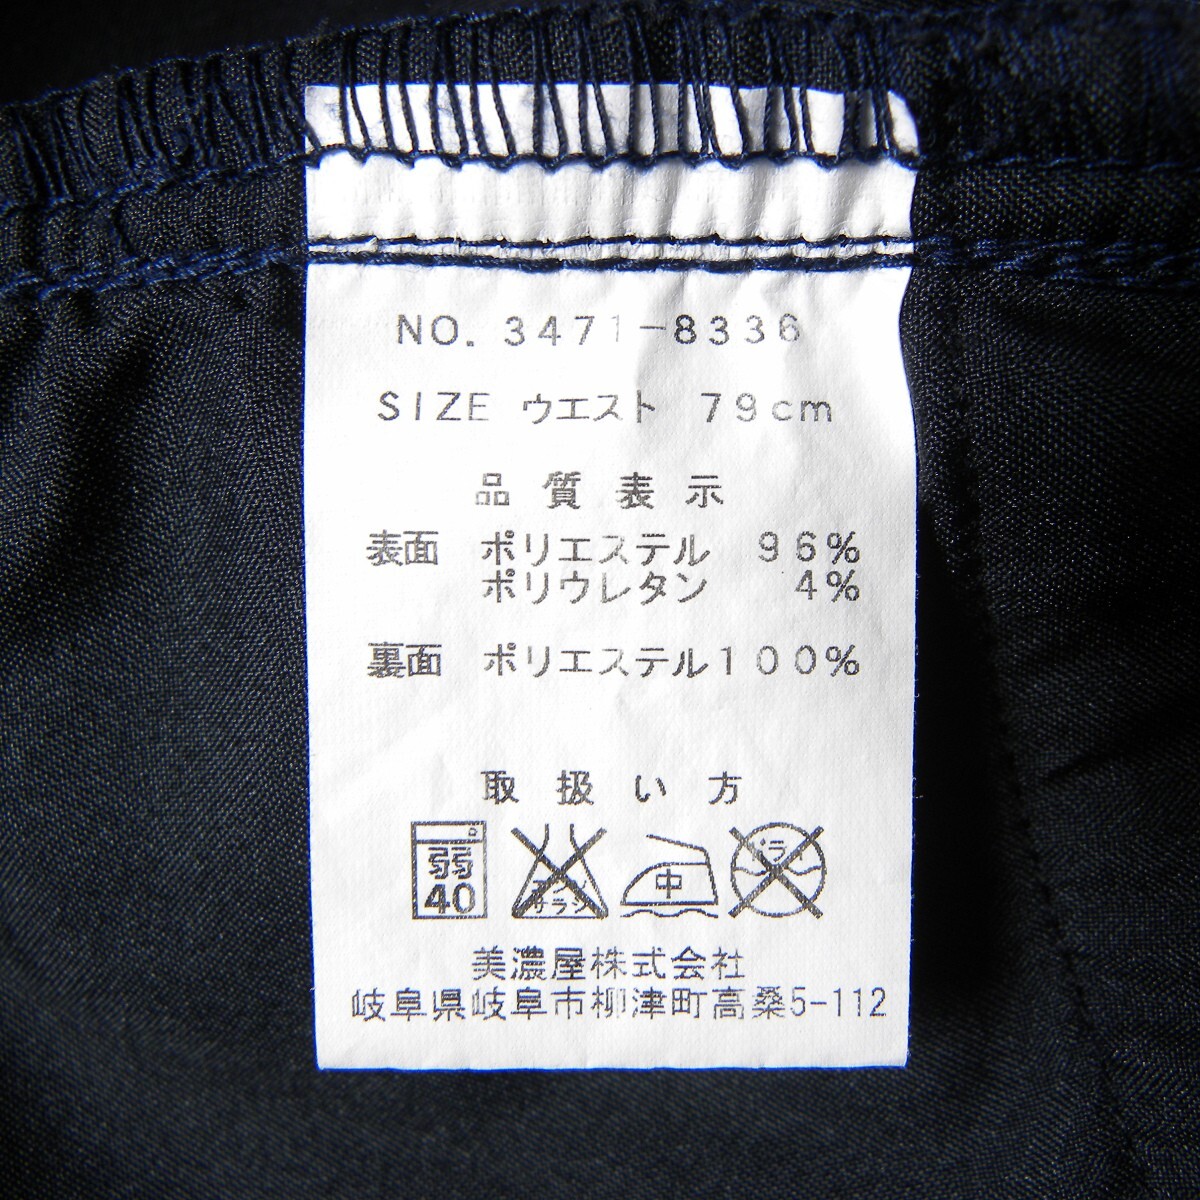 NO. 3471-8336
SIZE ウエスト 79cm
品質表示
表面 ポリエステル 96%
ポリウレタン 4%
裏面 ポリエステル100%
取扱い方
弱 中
40
サラシ
美濃屋株式会社
岐阜県岐阜市柳津町高桑5-112